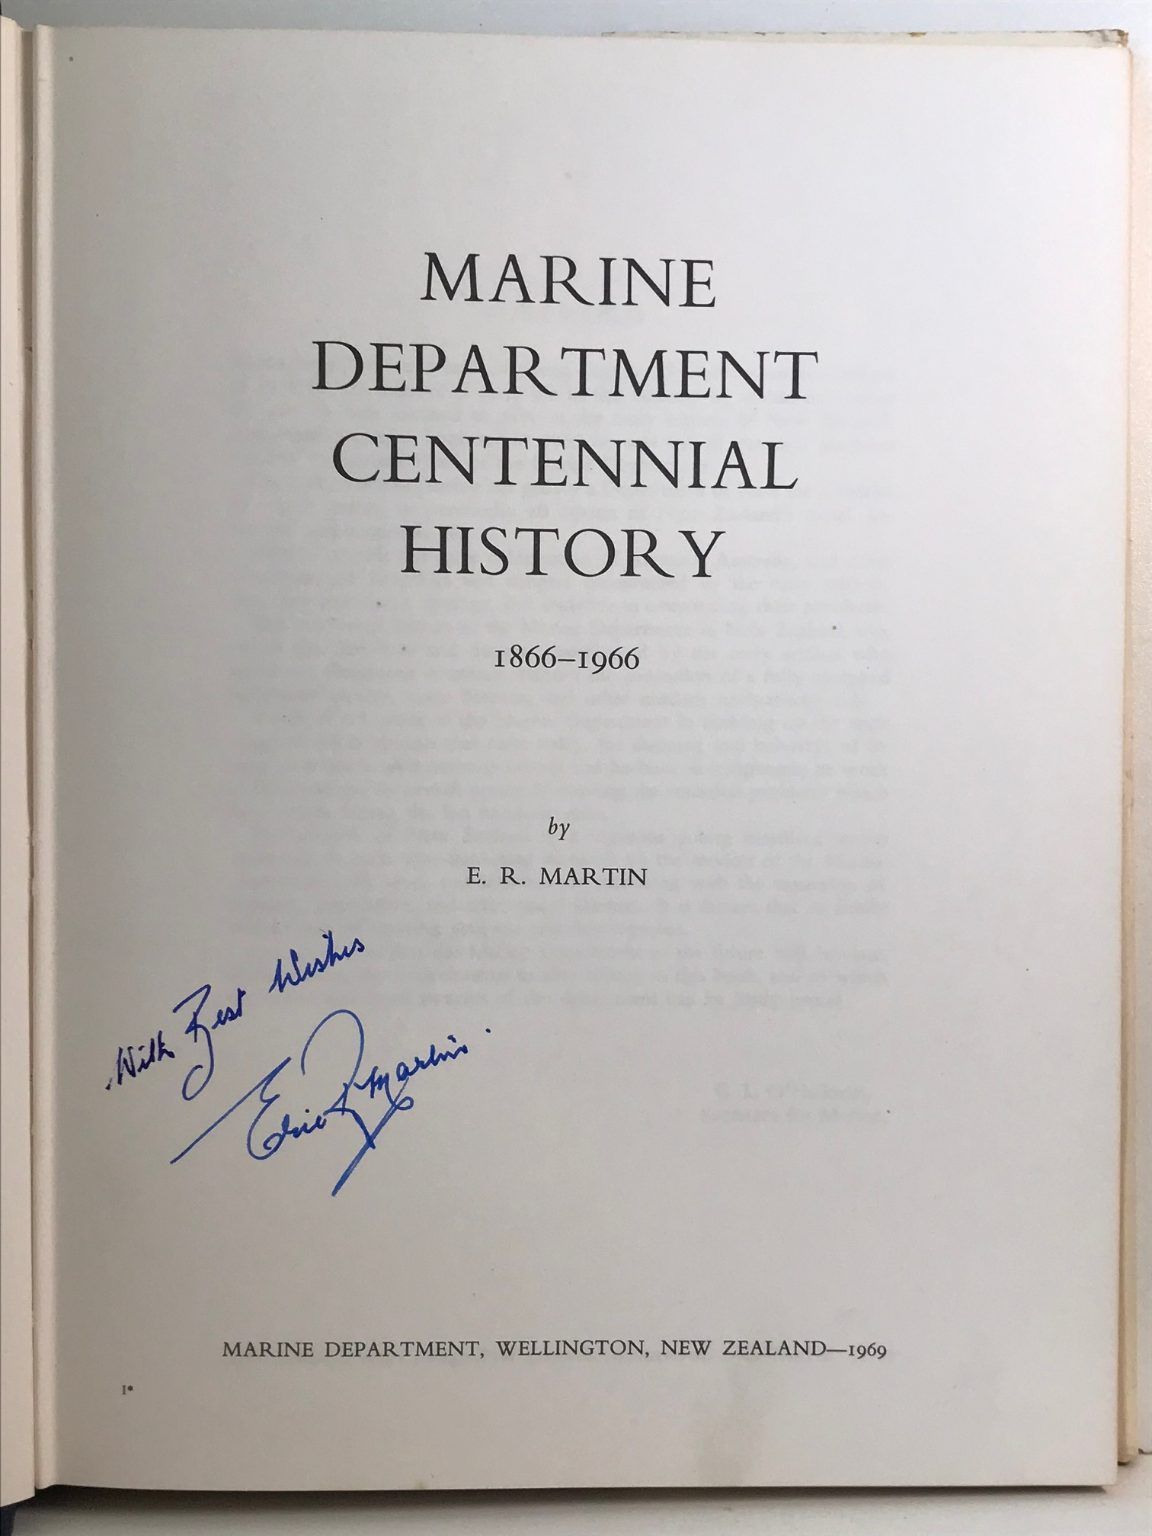 MARINE
DEPARTMENT
CENTENNIAL
HISTORY
1866–1966
by
E. R. MARTIN
With Best Wishes
Eric R Martin.
MARINE DEPARTMENT, WELLINGTON, NEW ZEALAND—1969
1*